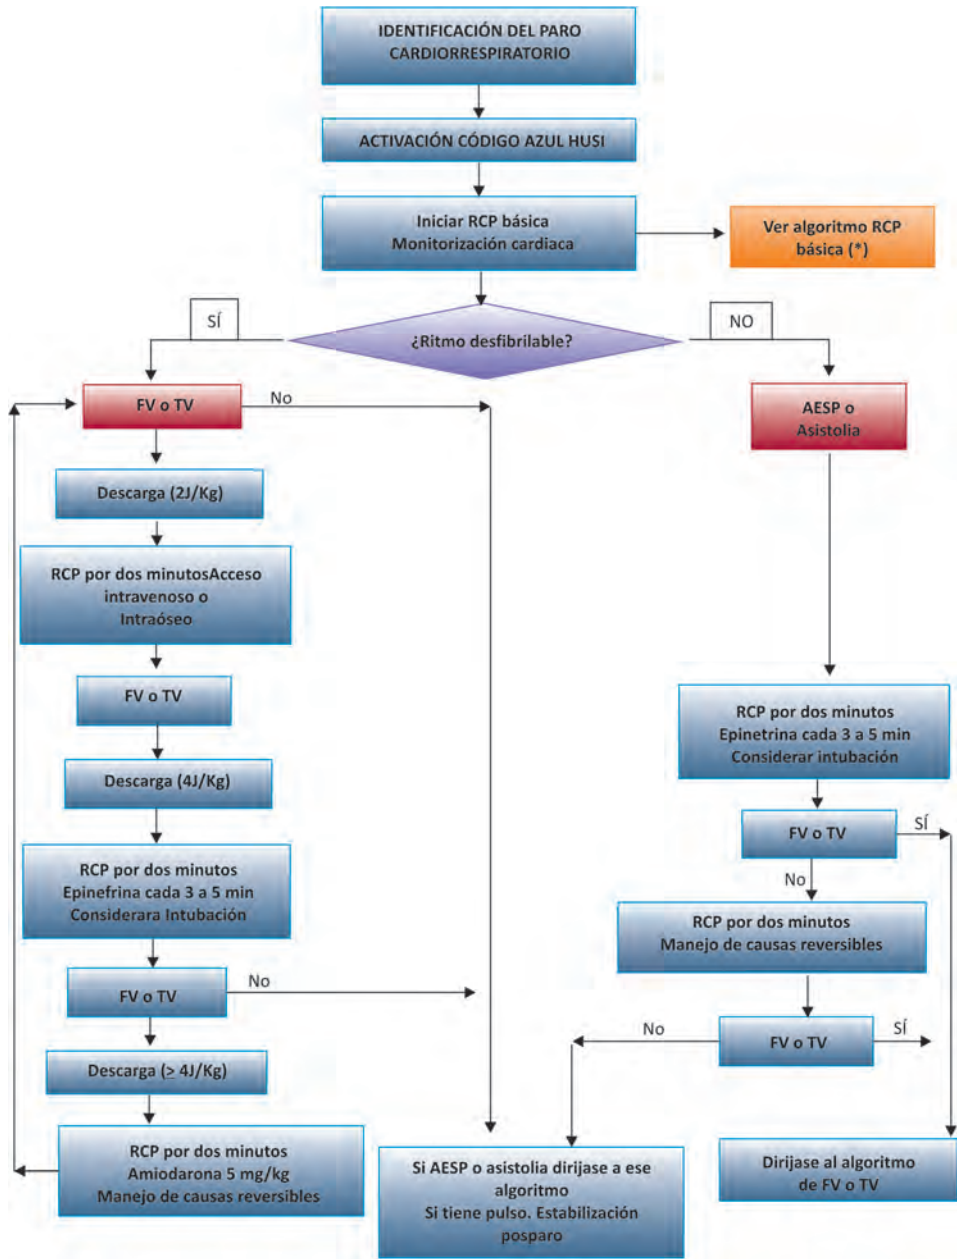 IDENTIFICACIÓN DEL PARO
CARDIORRESPIRATORIO
ACTIVACIÓN CÓDIGO AZUL HUSI
Iniciar RCP básica
Monitorización cardiaca
Ver algoritmo RCP
básica (*)
¿Ritmo desfibrilable?
SÍ
NO
FV o TV
No
AESP o
Asistolia
Descarga (2J/Kg)
RCP por dos minutosAcceso
intravenoso o
Intraóseo
FV o TV
Descarga (4J/Kg)
RCP por dos minutos
Epinefrina cada 3 a 5 min
Considerara Intubación
FV o TV
No
Descarga (≥ 4J/Kg)
RCP por dos minutos
Amiodarona 5 mg/kg
Manejo de causas reversibles
RCP por dos minutos
Epinetrina cada 3 a 5 min
Considerar intubación
FV o TV
SÍ
No
RCP por dos minutos
Manejo de causas reversibles
FV o TV
No
SÍ
Si AESP o asistolia dirijase a ese
algoritmo
Si tiene pulso. Estabilización
posparo
Dirijase al algoritmo
de FV o TV